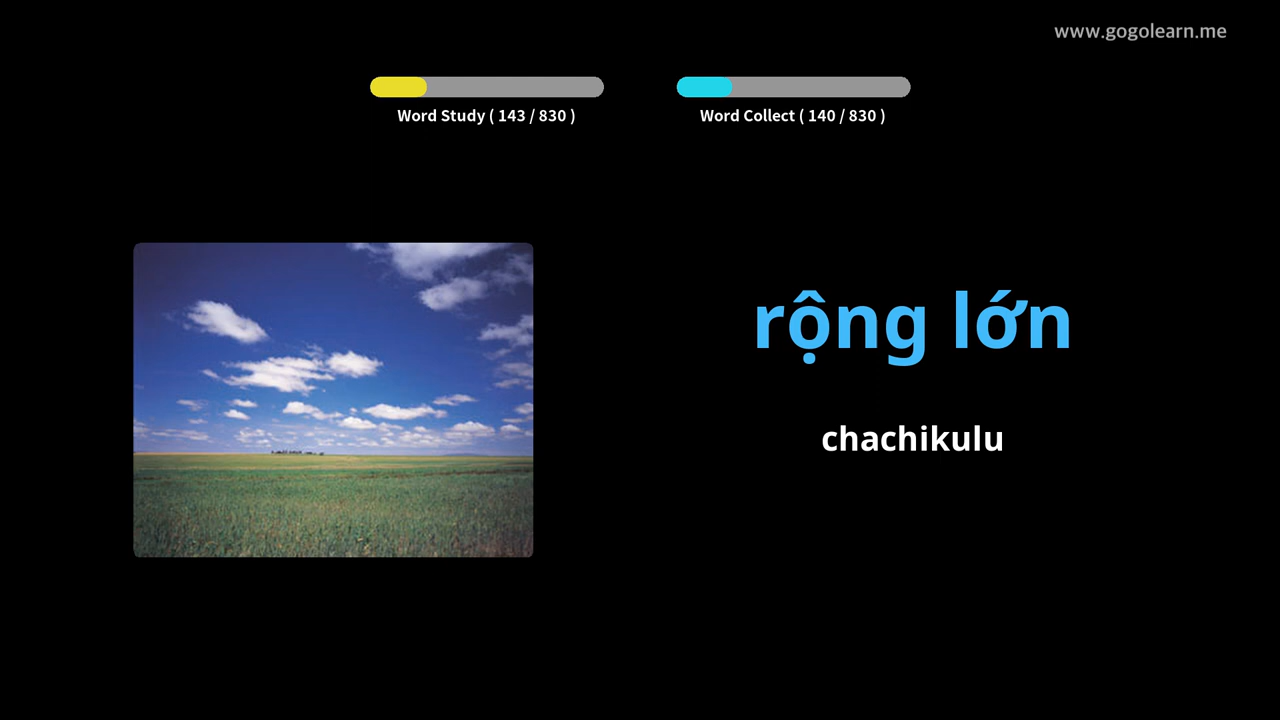 www.gogolearn.me
Word Study ( 143 / 830 )
Word Collect ( 140 / 830 )
rộng lớn
chachikulu